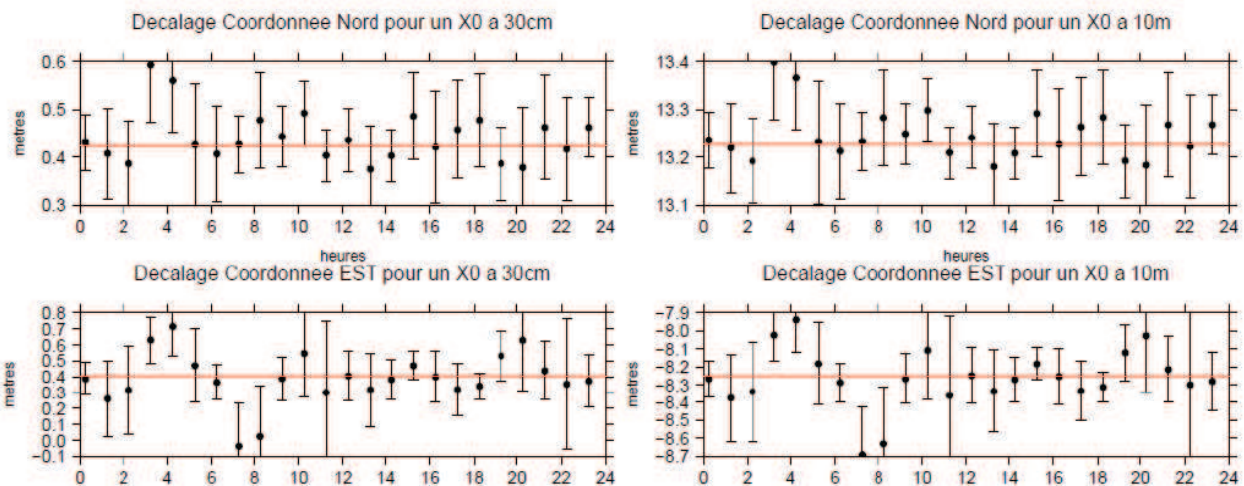 Decalage Coordonnee Nord pour un X0 a 30cm
metres
0.6
0.5
0.4
0.3
0 2 4 6 8 10 12 14 16 18 20 22 24
heures
Decalage Coordonnee Nord pour un X0 a 10m
metres
13.4
13.3
13.2
13.1
0 2 4 6 8 10 12 14 16 18 20 22 24
heures
Decalage Coordonnee EST pour un X0 a 30cm
metres
0.8
0.7
0.6
0.5
0.4
0.3
0.2
0.1
0.0
−0.1
0 2 4 6 8 10 12 14 16 18 20 22 24
Decalage Coordonnee EST pour un X0 a 10m
metres
−7.9
−8.0
−8.1
−8.2
−8.3
−8.4
−8.5
−8.6
−8.7
0 2 4 6 8 10 12 14 16 18 20 22 24